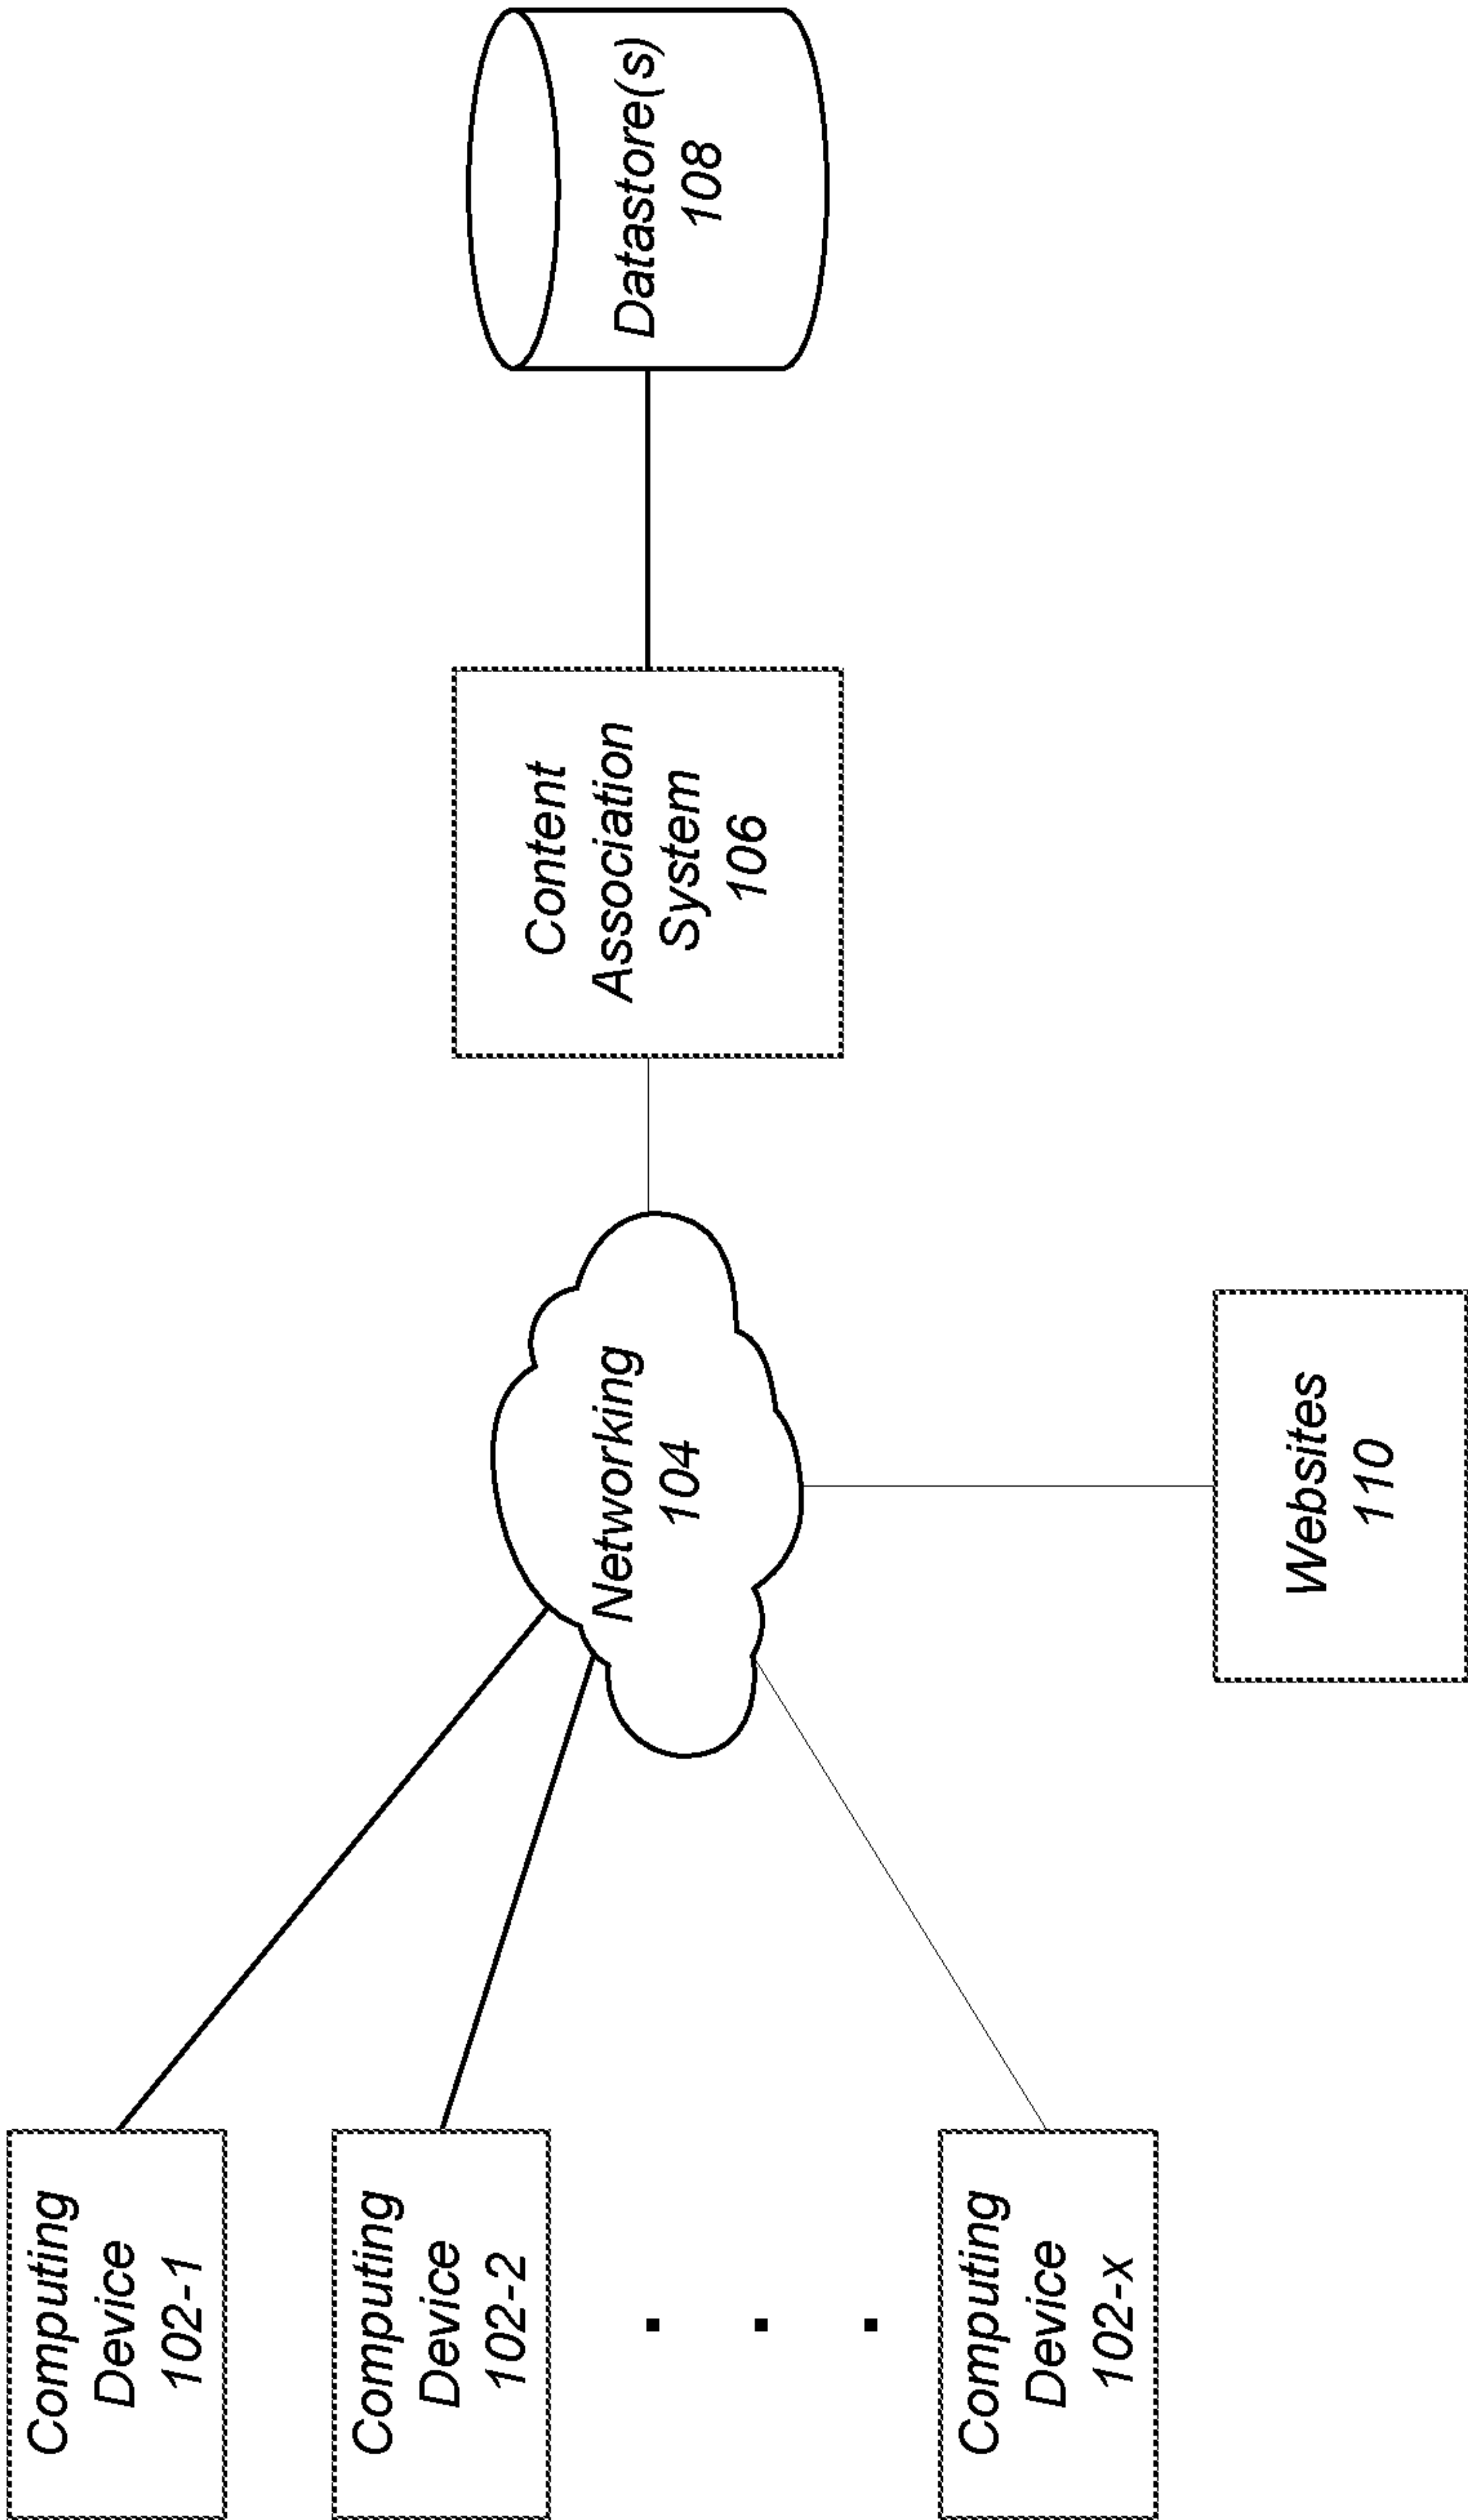 Computing
Device
102-1
Computing
Device
102-2
Computing
Device
102-x
Networking
104
Websites
110
Content
Association
System
106
Datastore(s)
108